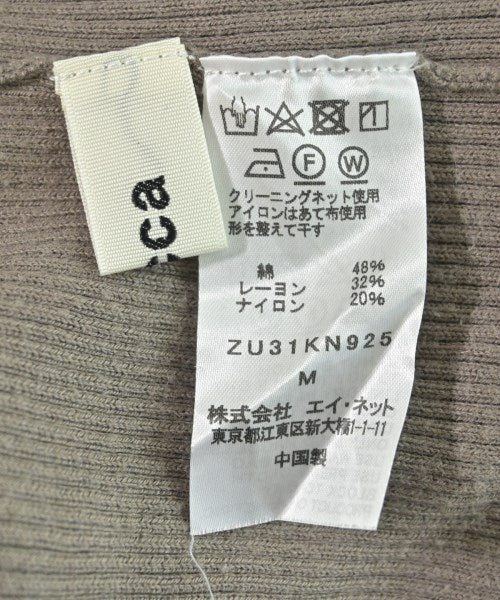 cca
F W
クリーニングネット使用
アイロンはあて布使用
形を整えて干す
綿 48%
レーヨン 32%
ナイロン 20%
ZU31KN925
M
株式会社 エイ・ネット
東京都江東区新大橋1-1-11
中国製